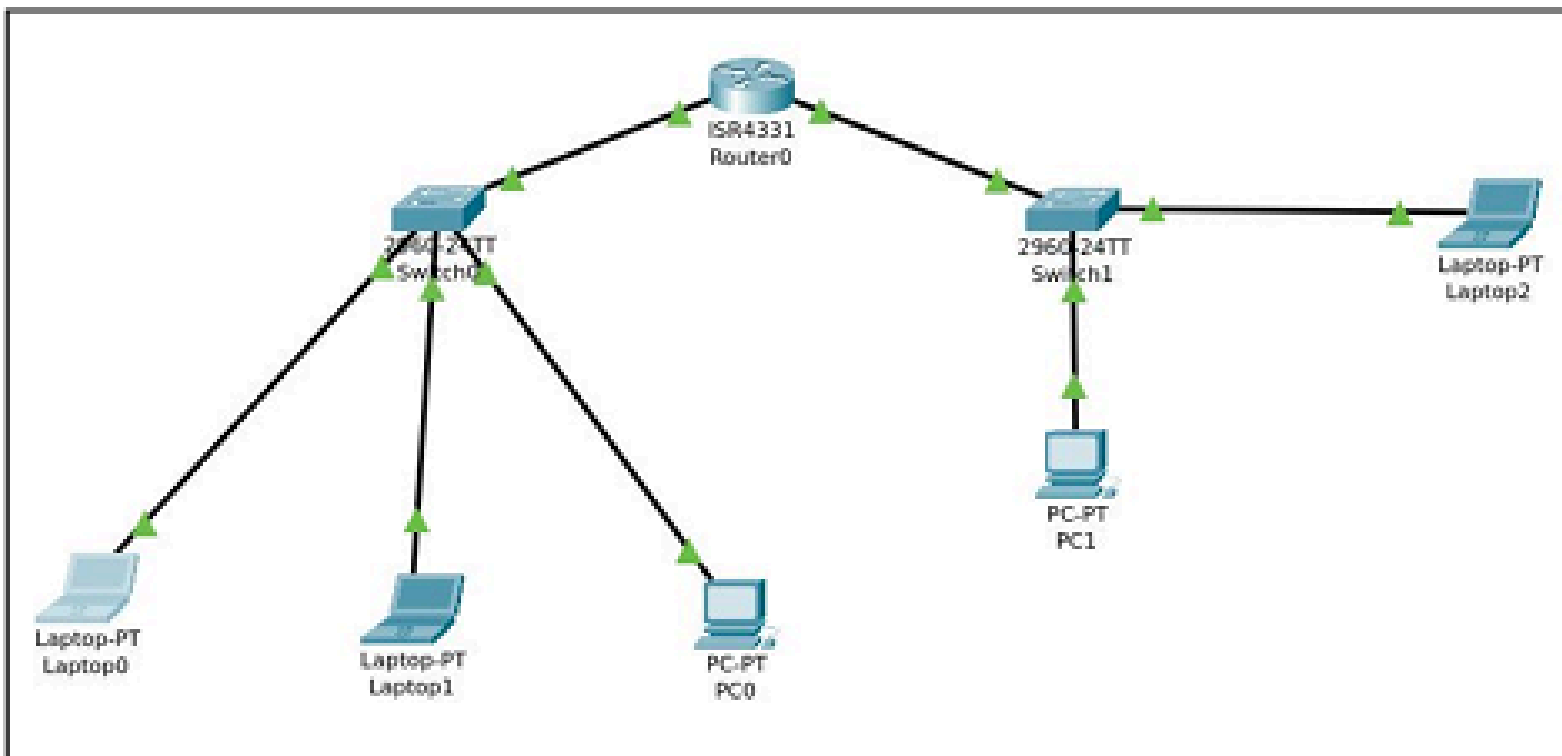 ISR4331
Router0
2960-24TT
Switch0
2960-24TT
Switch1
Laptop-PT
Laptop2
PC-PT
PC1
Laptop-PT
Laptop0
Laptop-PT
Laptop1
PC-PT
PC0